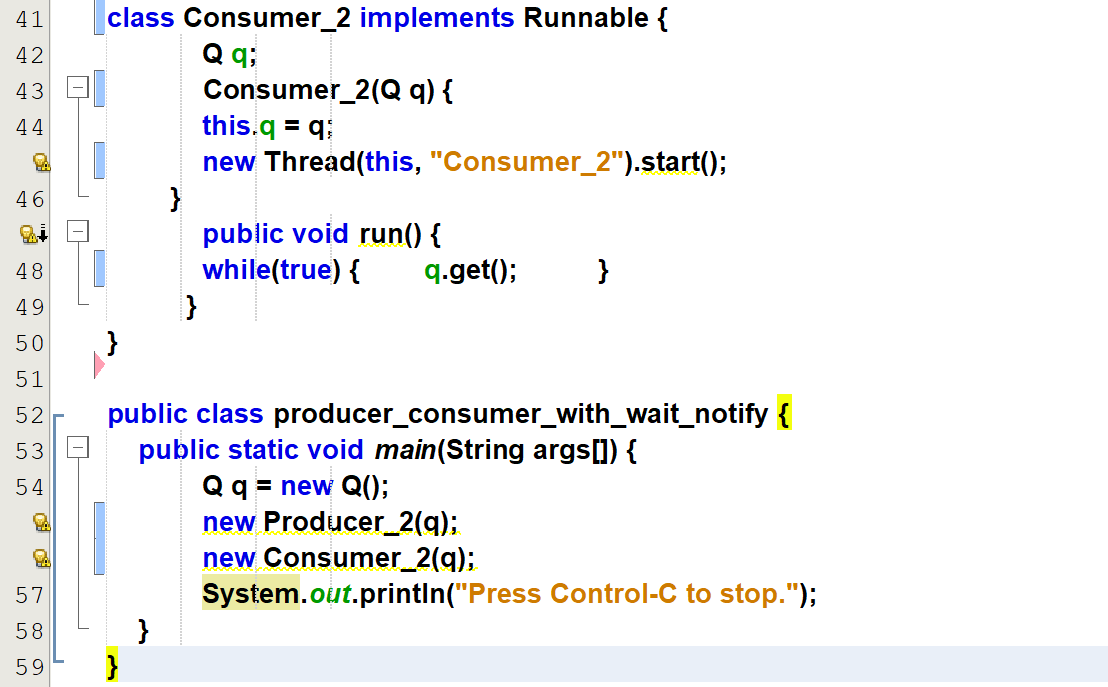 41 class Consumer_2 implements Runnable {
42 Q q;
43 Consumer_2(Q q) {
44 this.q = q;
new Thread(this, "Consumer_2").start();
46 }
public void run() {
48 while(true) { q.get(); }
49 }
50 }
51
52 public class producer_consumer_with_wait_notify {
53 public static void main(String args[]) {
54 Q q = new Q();
new Producer_2(q);
new Consumer_2(q);
57 System.out.println("Press Control-C to stop.");
58 }
59 }